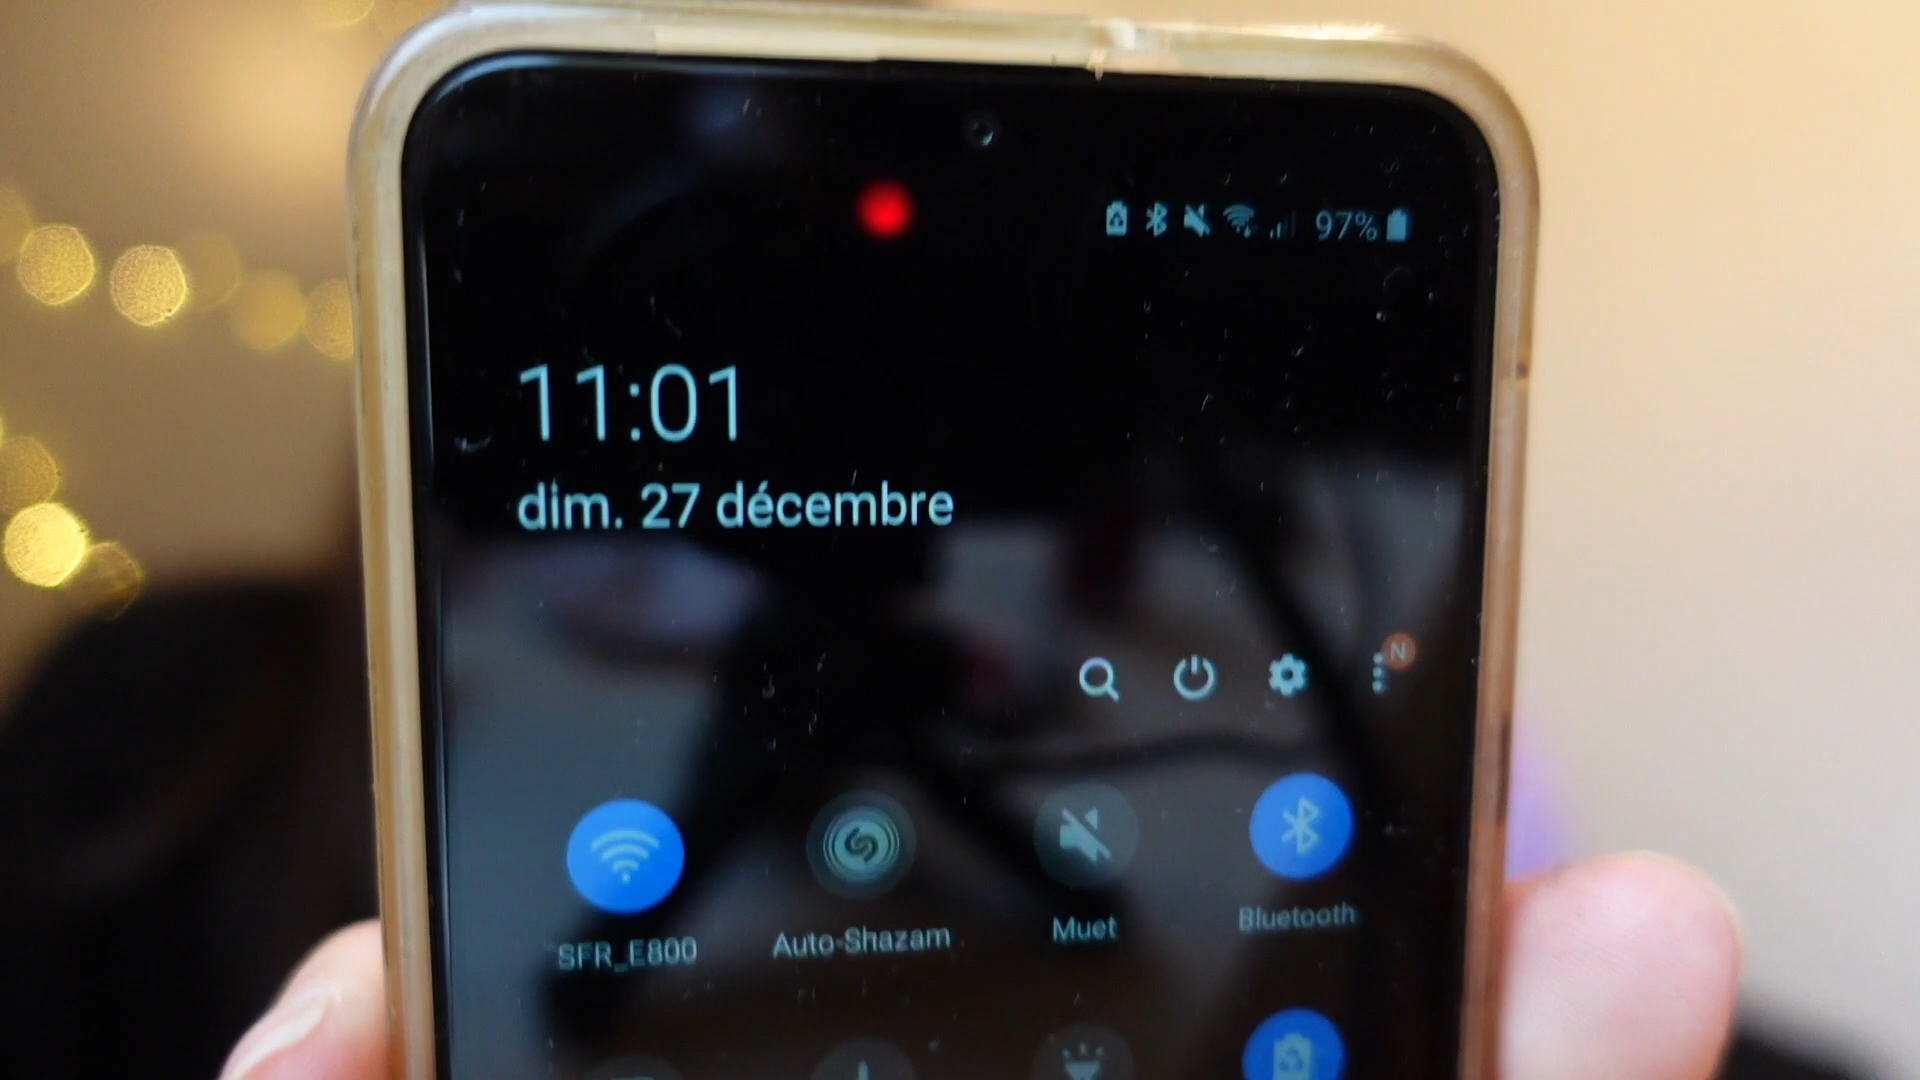 97%
11:01
dim. 27 décembre
N
SFR_E800
Auto-Shazam
Muet
Bluetooth